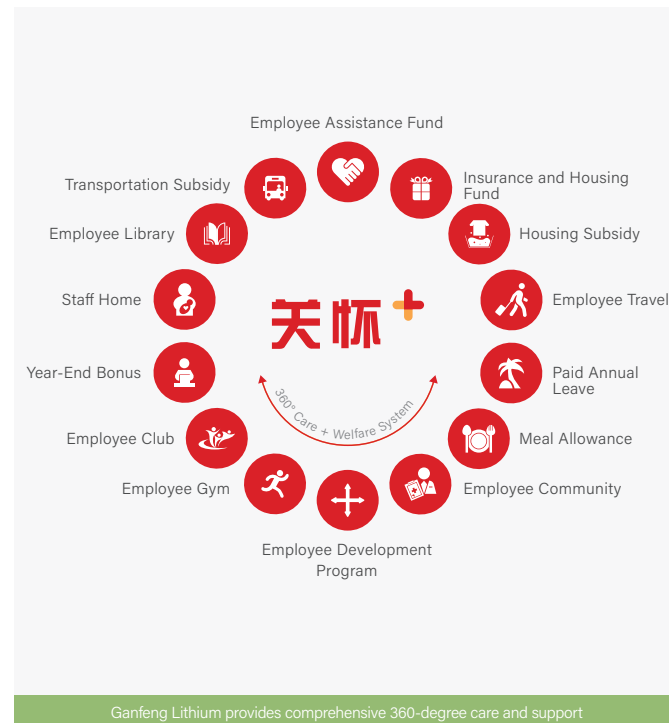 Employee Assistance Fund
Transportation Subsidy
Insurance and Housing
Fund
Employee Library
Housing Subsidy
Staff Home
Employee Travel
关怀
Year-End Bonus
Paid Annual
Leave
360° Care + Welfare System
Employee Club
Meal Allowance
Employee Gym
Employee Community
Employee Development
Program
Ganfeng Lithium provides comprehensive 360-degree care and support